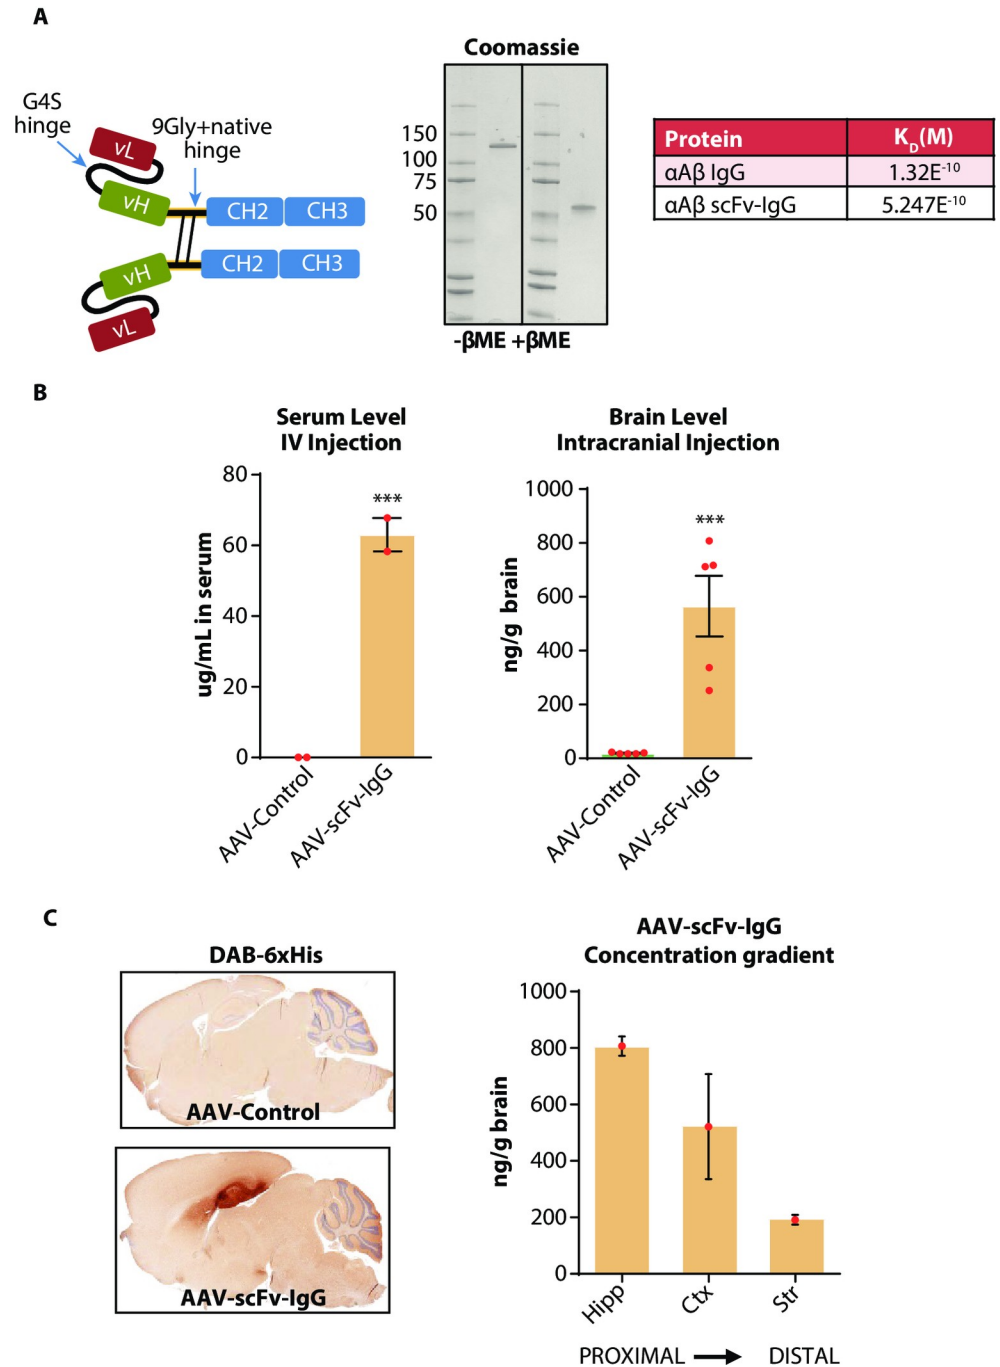 A
Coomassie
G4S
hinge
9Gly+native
hinge
vL
vH
CH2
CH3
vH
CH2
CH3
vL
150
100
75
50
-βME +βME
Protein K_D(M)
αAβ IgG 1.32E^-10
αAβ scFv-IgG 5.247E^-10
B
Serum Level
IV Injection
ug/mL in serum
80
60
40
20
0
***
AAV-Control
AAV-scFv-IgG
Brain Level
Intracranial Injection
ng/g brain
1000
800
600
400
200
0
***
AAV-Control
AAV-scFv-IgG
C
DAB-6xHis
AAV-Control
AAV-scFv-IgG
AAV-scFv-IgG
Concentration gradient
ng/g brain
1000
800
600
400
200
0
Hipp
Ctx
Str
PROXIMAL → DISTAL